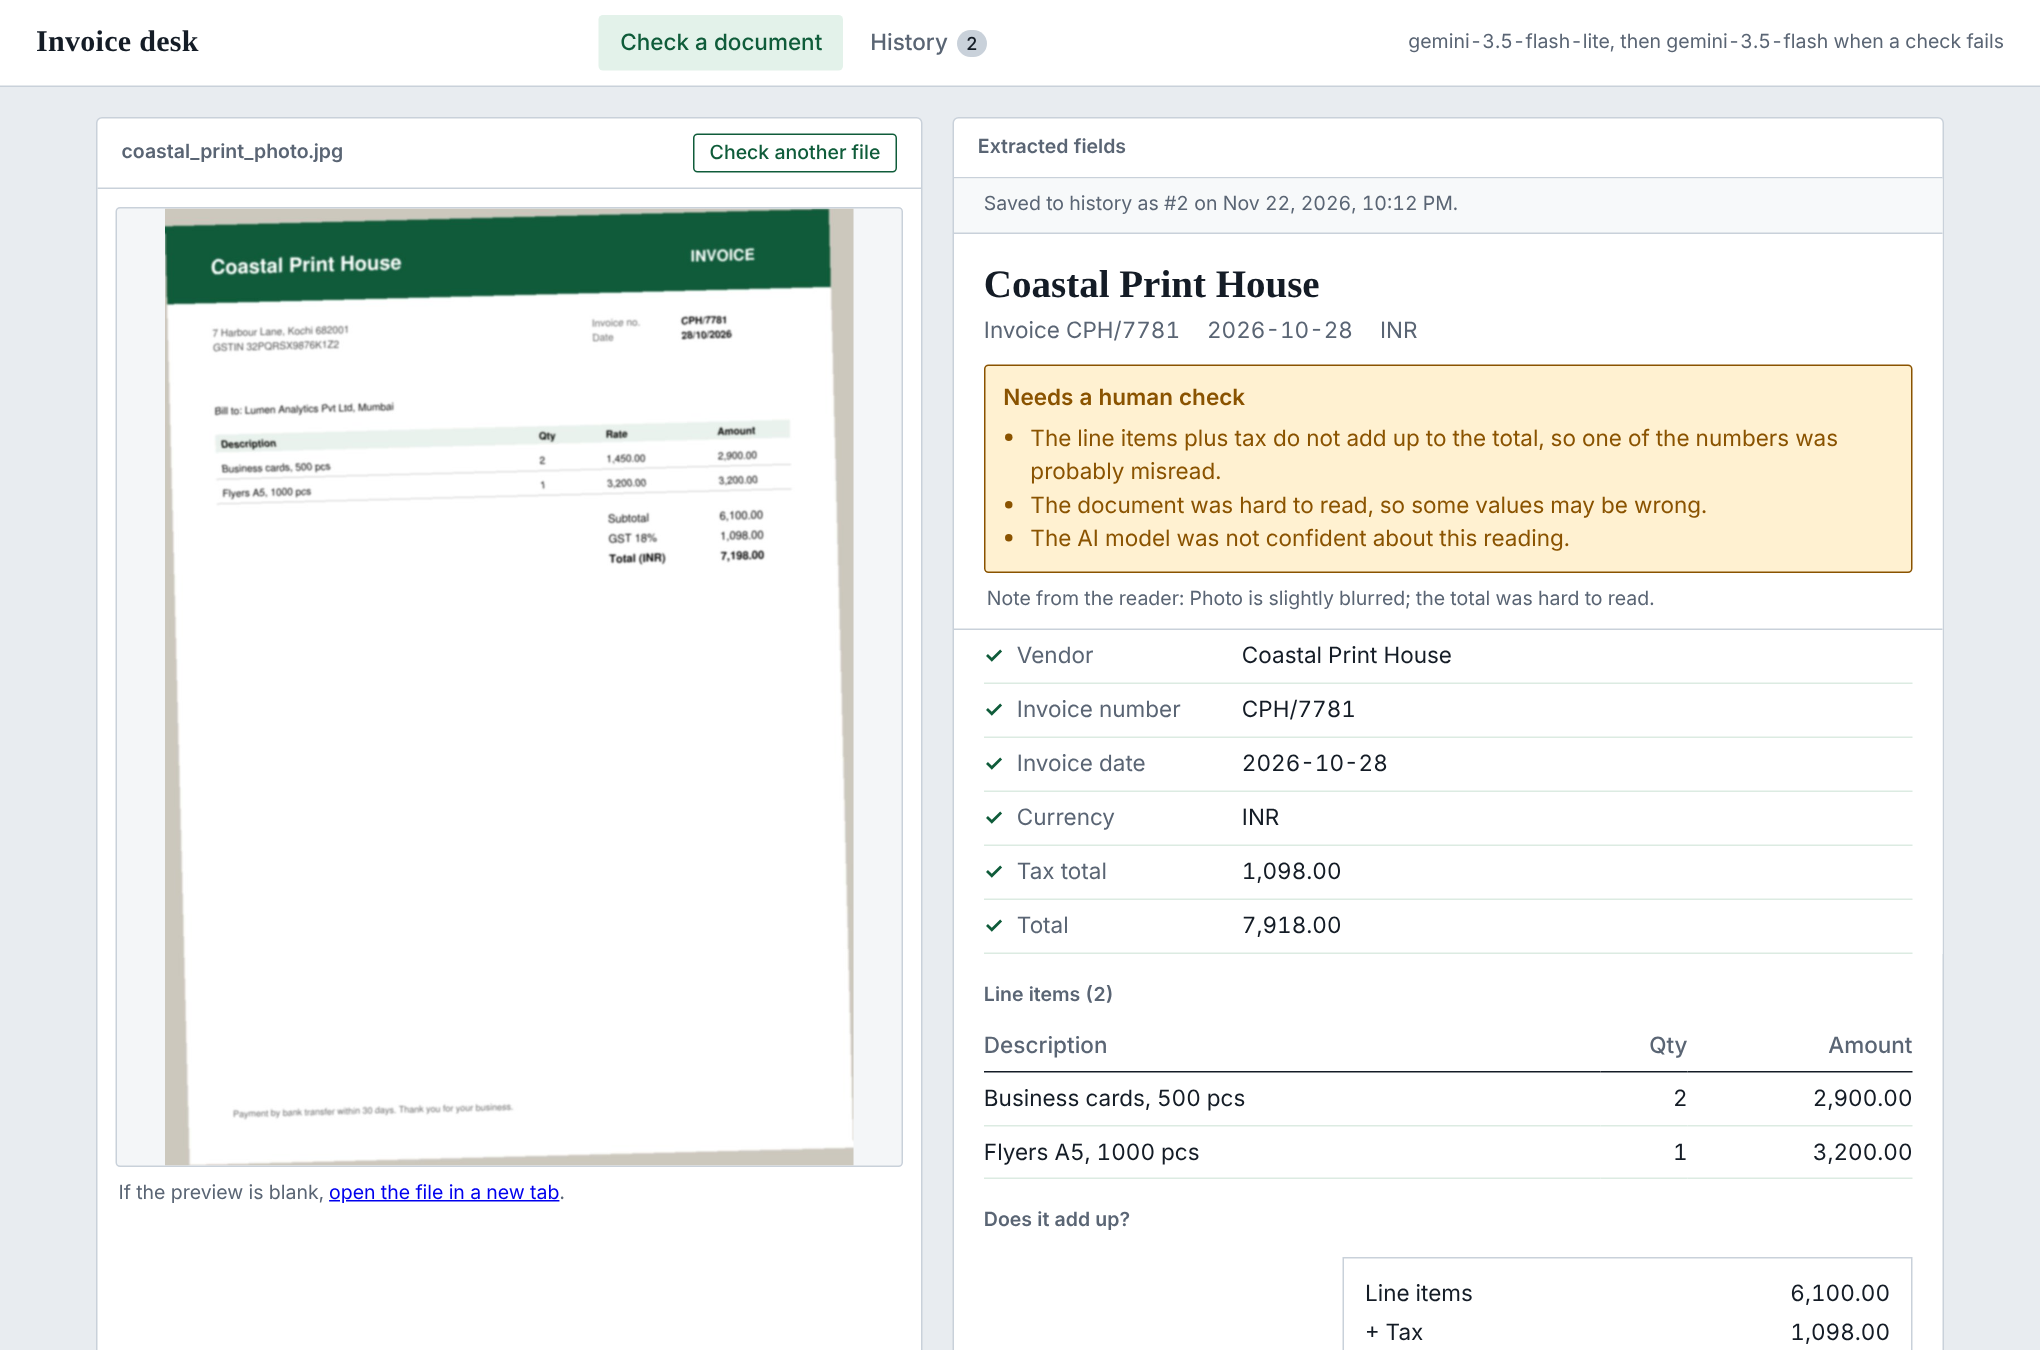 Invoice desk
Check a document
History 2
gemini-3.5-flash-lite, then gemini-3.5-flash when a check fails
coastal_print_photo.jpg
Check another file
Coastal Print House
INVOICE
7 Harbour Lane, Kochi 682001
GSTIN 32PQRSX9876K1Z2
Invoice no. CPH/7781
Date 28/10/2026
Bill to: Lumen Analytics Pvt Ltd, Mumbai
Description Qty Rate Amount
Business cards, 500 pcs 2 1,450.00 2,900.00
Flyers A5, 1000 pcs 1 3,200.00 3,200.00
Subtotal 6,100.00
GST 18% 1,098.00
Total (INR) 7,198.00
Payment by bank transfer within 30 days. Thank you for your business.
If the preview is blank, open the file in a new tab.
Extracted fields
Saved to history as #2 on Nov 22, 2026, 10:12 PM.
Coastal Print House
Invoice CPH/7781 2026-10-28 INR
Needs a human check
• The line items plus tax do not add up to the total, so one of the numbers was
probably misread.
• The document was hard to read, so some values may be wrong.
• The AI model was not confident about this reading.
Note from the reader: Photo is slightly blurred; the total was hard to read.
Vendor Coastal Print House
Invoice number CPH/7781
Invoice date 2026-10-28
Currency INR
Tax total 1,098.00
Total 7,918.00
Line items (2)
Description Qty Amount
Business cards, 500 pcs 2 2,900.00
Flyers A5, 1000 pcs 1 3,200.00
Does it add up?
Line items 6,100.00
+ Tax 1,098.00